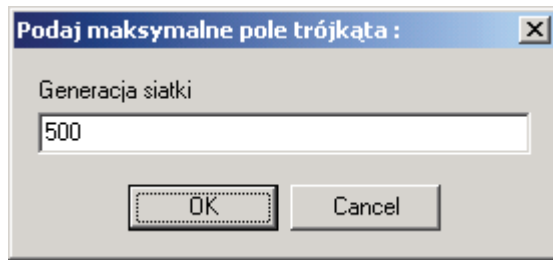 Podaj maksymalne pole trójkąta :
Generacja siatki
500
OK Cancel